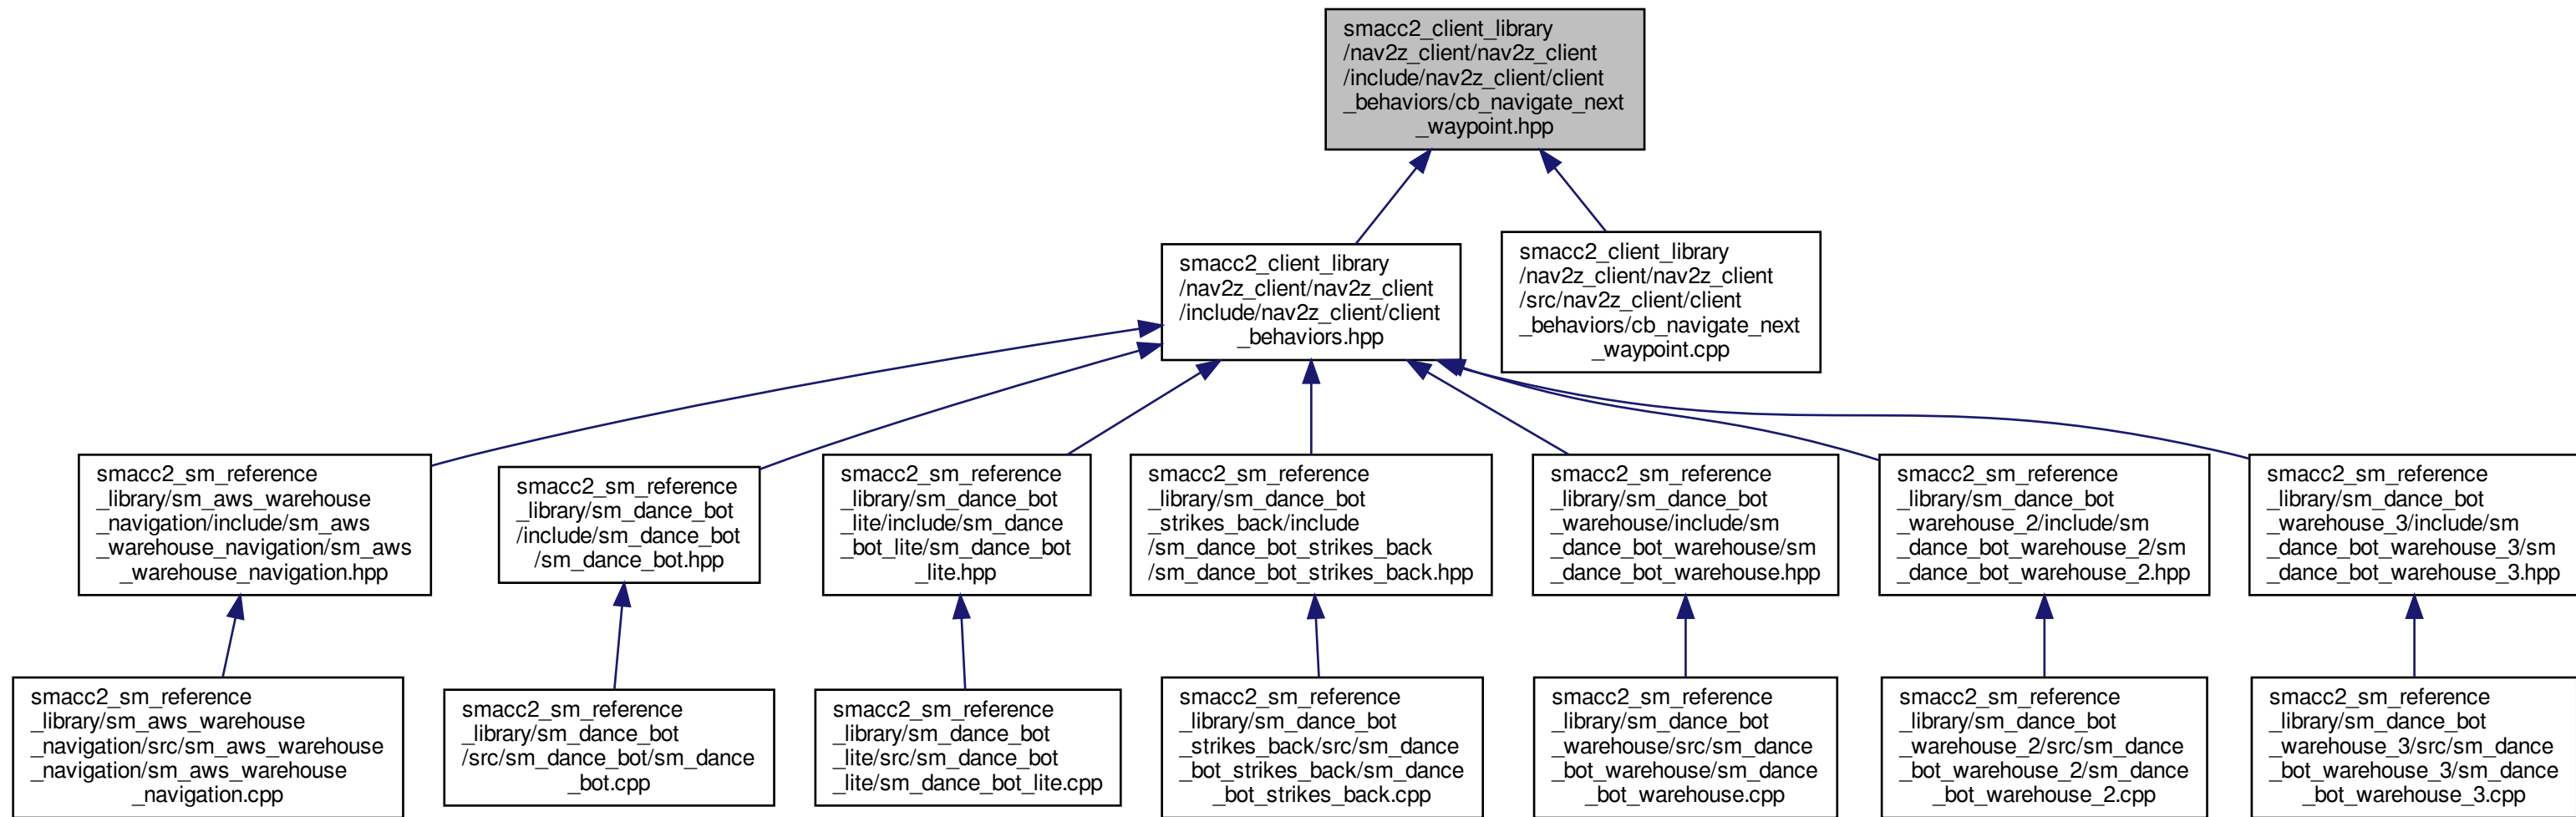 smacc2_client_library
/nav2z_client/nav2z_client
/include/nav2z_client/client
_behaviors/cb_navigate_next
_waypoint.hpp
smacc2_client_library
/nav2z_client/nav2z_client
/include/nav2z_client/client
_behaviors.hpp
smacc2_client_library
/nav2z_client/nav2z_client
/src/nav2z_client/client
_behaviors/cb_navigate_next
_waypoint.cpp
smacc2_sm_reference
_library/sm_aws_warehouse
_navigation/include/sm_aws
_warehouse_navigation/sm_aws
_warehouse_navigation.hpp
smacc2_sm_reference
_library/sm_dance_bot
/include/sm_dance_bot
/sm_dance_bot.hpp
smacc2_sm_reference
_library/sm_dance_bot
_lite/include/sm_dance
_bot_lite/sm_dance_bot
_lite.hpp
smacc2_sm_reference
_library/sm_dance_bot
_strikes_back/include
/sm_dance_bot_strikes_back
/sm_dance_bot_strikes_back.hpp
smacc2_sm_reference
_library/sm_dance_bot
_warehouse/include/sm
_dance_bot_warehouse/sm
_dance_bot_warehouse.hpp
smacc2_sm_reference
_library/sm_dance_bot
_warehouse_2/include/sm
_dance_bot_warehouse_2/sm
_dance_bot_warehouse_2.hpp
smacc2_sm_reference
_library/sm_dance_bot
_warehouse_3/include/sm
_dance_bot_warehouse_3/sm
_dance_bot_warehouse_3.hpp
smacc2_sm_reference
_library/sm_aws_warehouse
_navigation/src/sm_aws_warehouse
_navigation/sm_aws_warehouse
_navigation.cpp
smacc2_sm_reference
_library/sm_dance_bot
/src/sm_dance_bot/sm_dance
_bot.cpp
smacc2_sm_reference
_library/sm_dance_bot
_lite/src/sm_dance_bot
_lite/sm_dance_bot_lite.cpp
smacc2_sm_reference
_library/sm_dance_bot
_strikes_back/src/sm_dance
_bot_strikes_back/sm_dance
_bot_strikes_back.cpp
smacc2_sm_reference
_library/sm_dance_bot
_warehouse/src/sm_dance
_bot_warehouse/sm_dance
_bot_warehouse.cpp
smacc2_sm_reference
_library/sm_dance_bot
_warehouse_2/src/sm_dance
_bot_warehouse_2/sm_dance
_bot_warehouse_2.cpp
smacc2_sm_reference
_library/sm_dance_bot
_warehouse_3/src/sm_dance
_bot_warehouse_3/sm_dance
_bot_warehouse_3.cpp